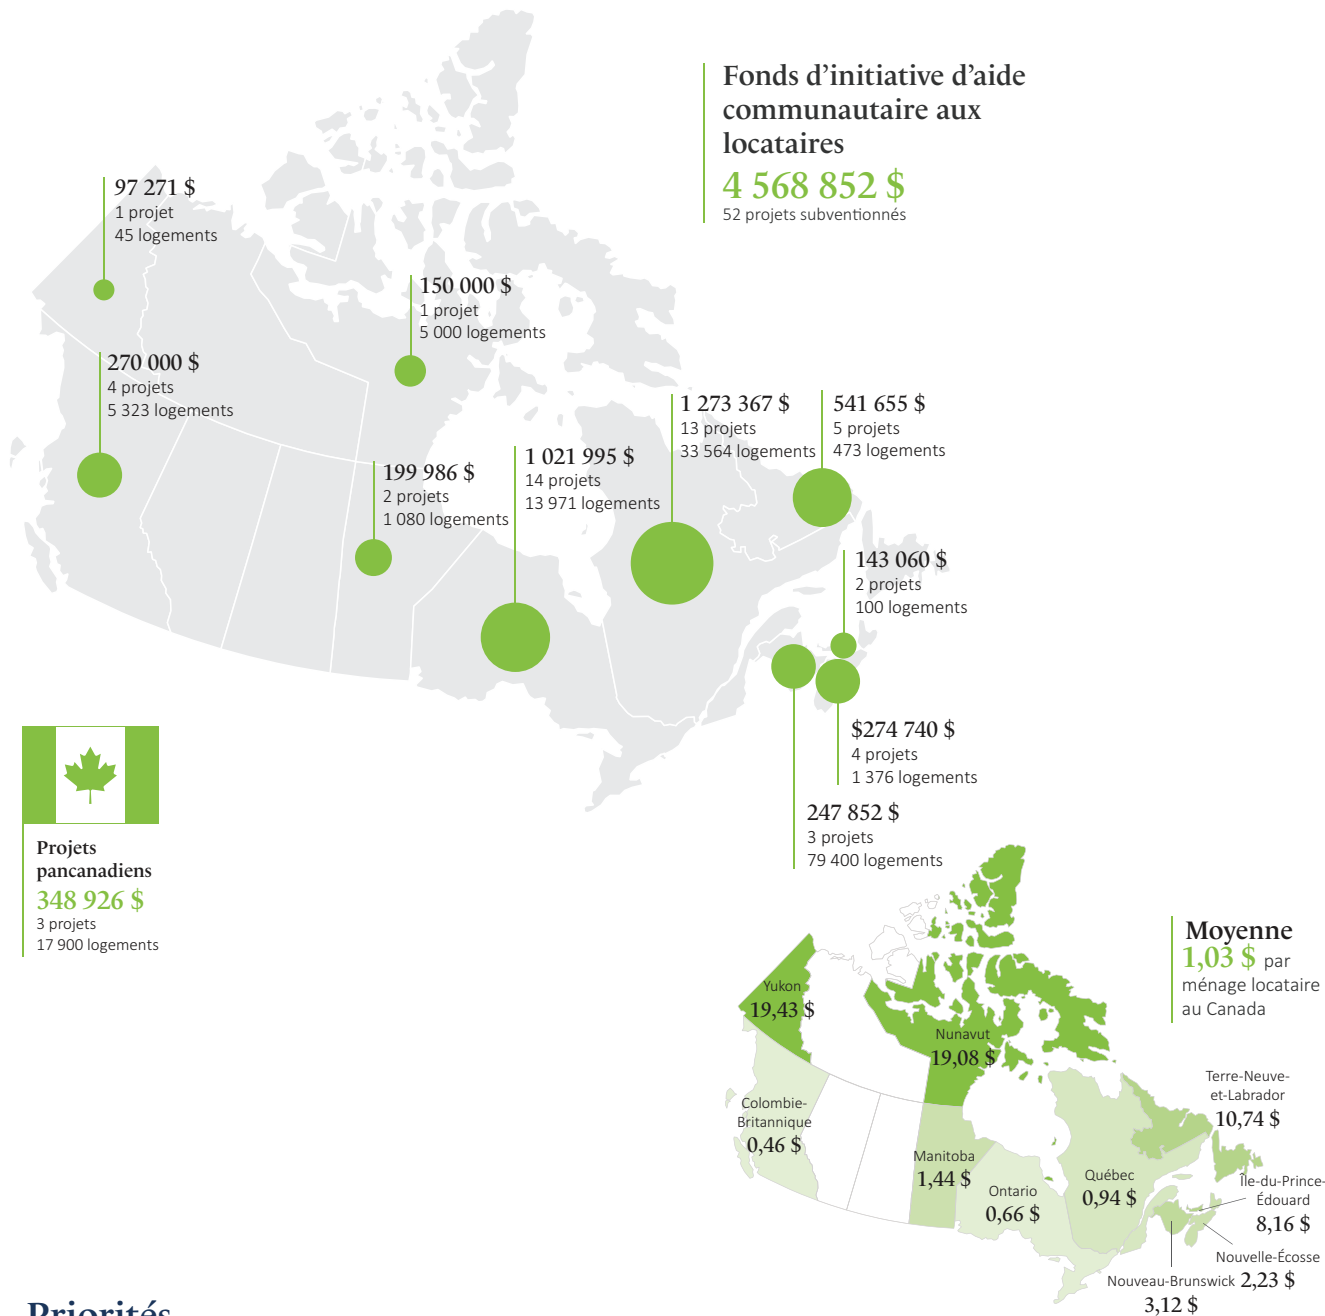 Fonds d'initiative d'aide
communautaire aux
locataires
4 568 852 $
52 projets subventionnés
97 271 $
1 projet
45 logements
150 000 $
1 projet
5 000 logements
270 000 $
4 projets
5 323 logements
199 986 $
2 projets
1 080 logements
1 021 995 $
14 projets
13 971 logements
1 273 367 $
13 projets
33 564 logements
541 655 $
5 projets
473 logements
143 060 $
2 projets
100 logements
$274 740 $
4 projets
1 376 logements
247 852 $
3 projets
79 400 logements
Projets
pancanadiens
348 926 $
3 projets
17 900 logements
Moyenne
1,03 $ par
ménage locataire
au Canada
Yukon
19,43 $
Nunavut
19,08 $
Colombie-
Britannique
0,46 $
Manitoba
1,44 $
Ontario
0,66 $
Québec
0,94 $
Terre-Neuve-
et-Labrador
10,74 $
Île-du-Prince-
Édouard
8,16 $
Nouvelle-Écosse
2,23 $
Nouveau-Brunswick
3,12 $
Priorités